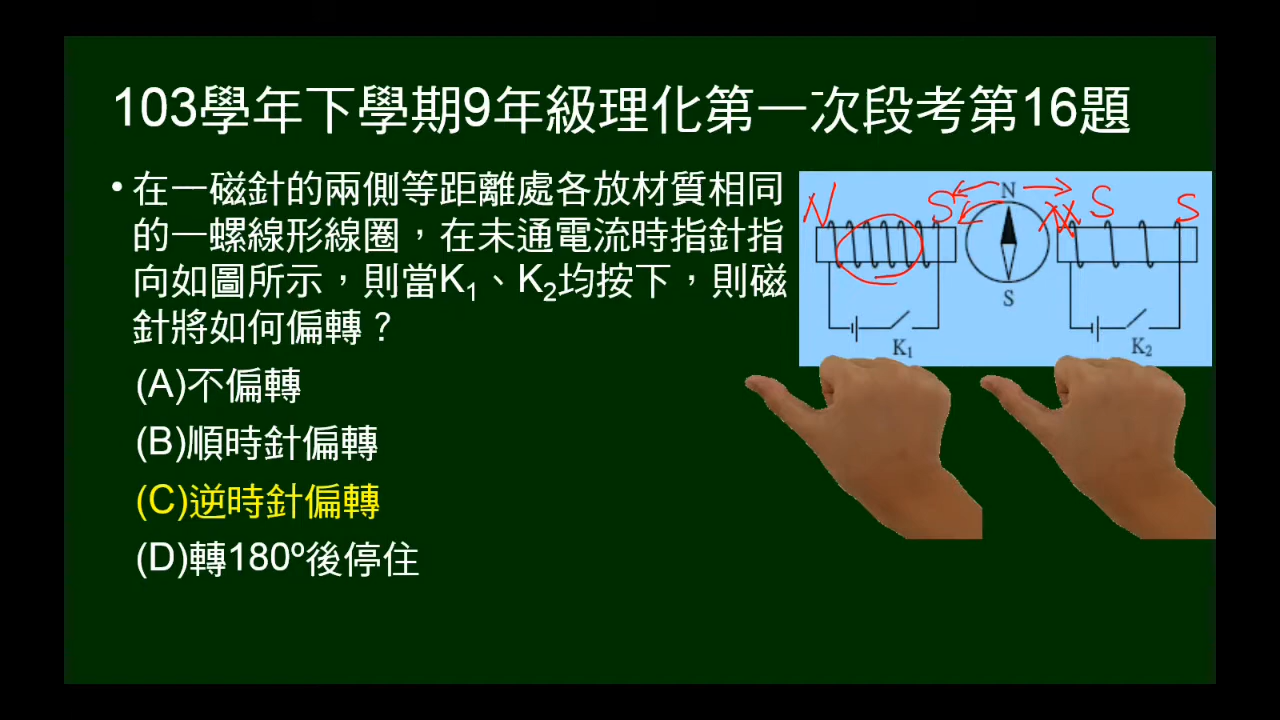 103學年下學期9年級理化第一次段考第16題
• 在一磁針的兩側等距離處各放材質相同
的一螺線形線圈，在未通電流時指針指
向如圖所示，則當K₁、K₂均按下，則磁
針將如何偏轉？
(A)不偏轉
(B)順時針偏轉
(C)逆時針偏轉
(D)轉180º後停住
N S N S S
S
K₁ K₂